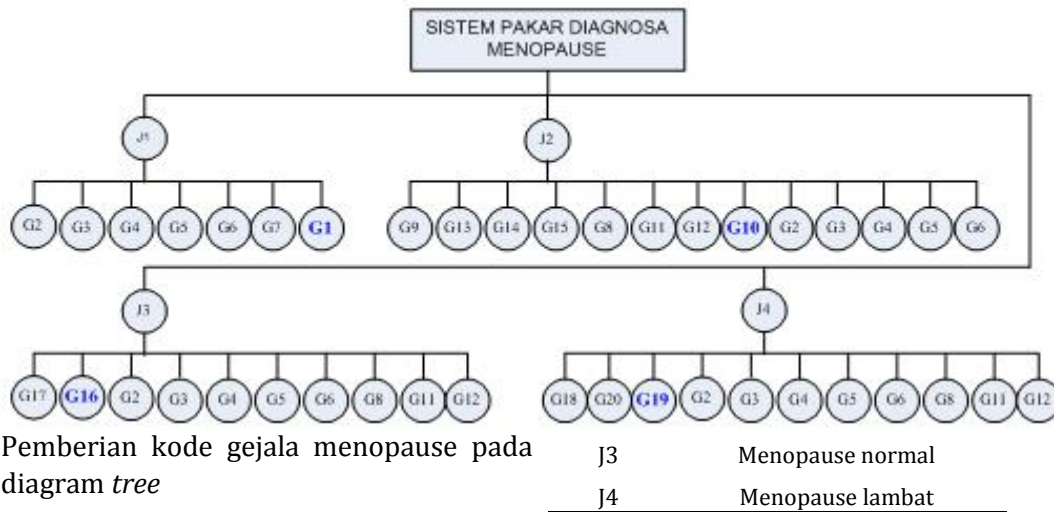 SISTEM PAKAR DIAGNOSA
MENOPAUSE
J1 J2
G2 G3 G4 G5 G6 G7 G1 G9 G13 G14 G15 G8 G11 G12 G10 G2 G3 G4 G5 G6
J3 J4
G17 G16 G2 G3 G4 G5 G6 G8 G11 G12 G18 G20 G19 G2 G3 G4 G5 G6 G8 G11 G12
Pemberian kode gejala menopause pada
diagram tree
J3 Menopause normal
J4 Menopause lambat